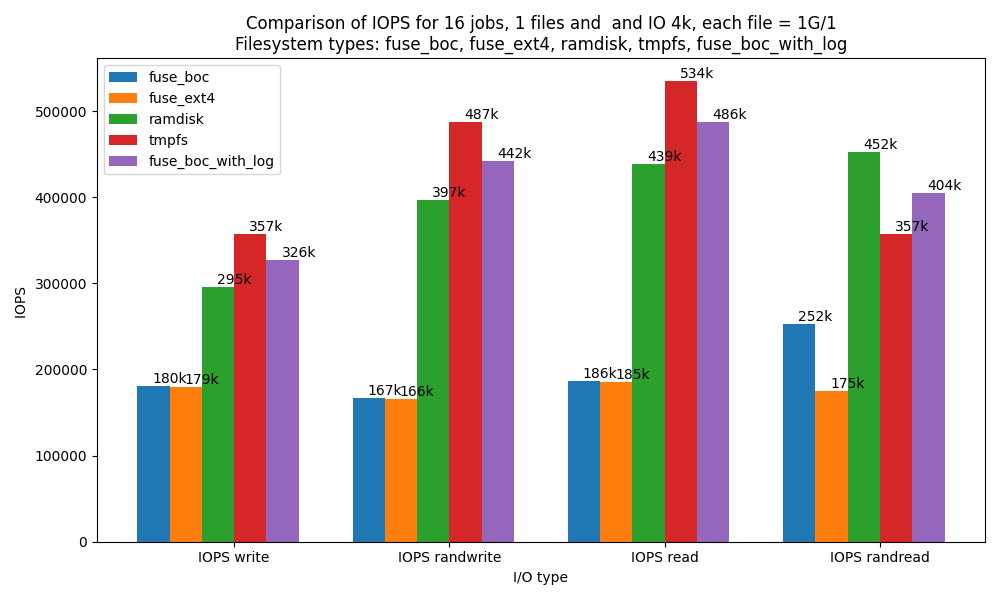 Comparison of IOPS for 16 jobs, 1 files and  and IO 4k, each file = 1G/1
Filesystem types: fuse_boc, fuse_ext4, ramdisk, tmpfs, fuse_boc_with_log
fuse_boc
fuse_ext4
ramdisk
tmpfs
fuse_boc_with_log
IOPS
500000
400000
300000
200000
100000
0
180k
179k
295k
357k
326k
167k
166k
397k
487k
442k
186k
185k
439k
534k
486k
252k
175k
452k
357k
404k
IOPS write
IOPS randwrite
IOPS read
IOPS randread
I/O type